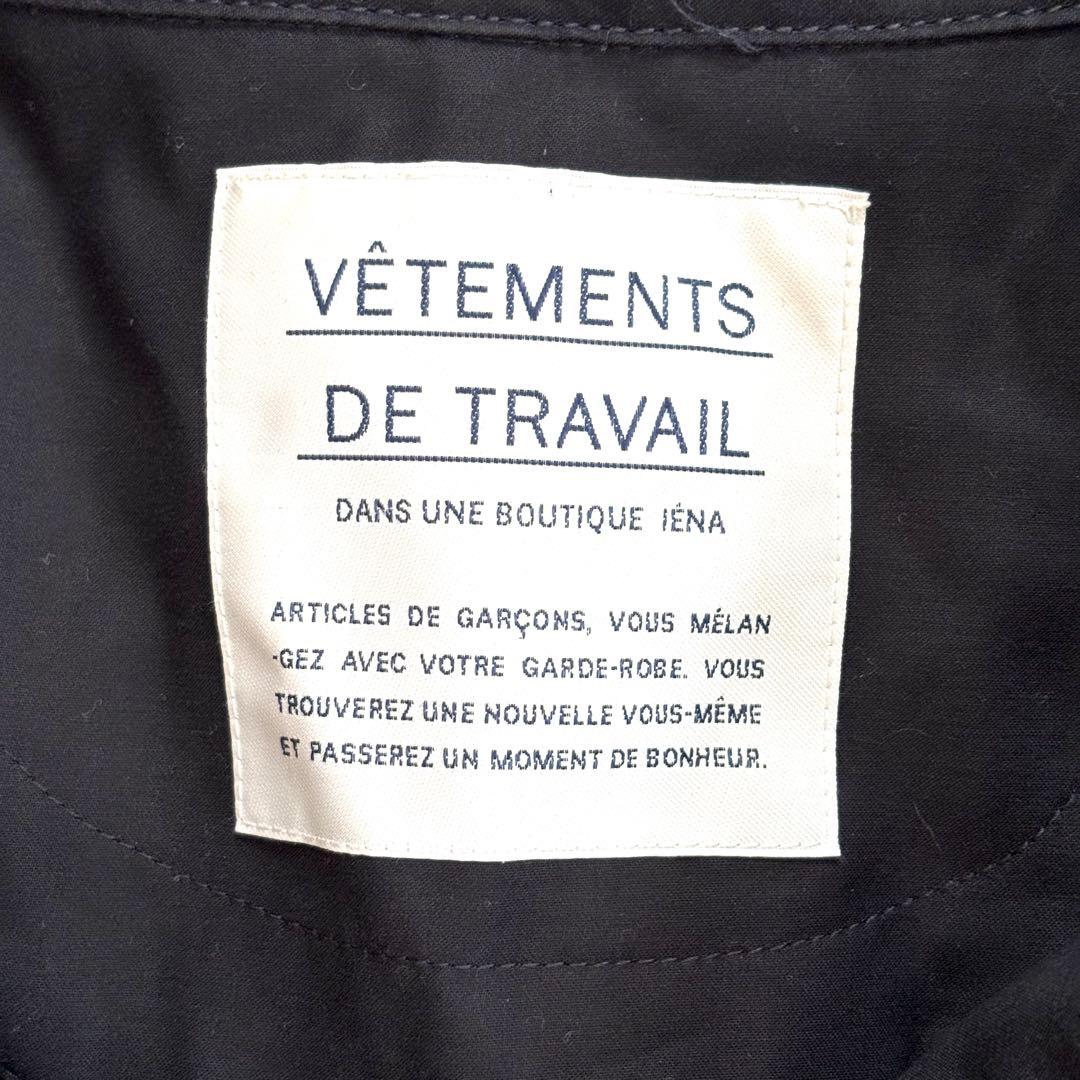 VÊTEMENTS
DE TRAVAIL
DANS UNE BOUTIQUE IÉNA
ARTICLES DE GARÇONS, VOUS MÉLAN
-GEZ AVEC VOTRE GARDE-ROBE. VOUS
TROUVEREZ UNE NOUVELLE VOUS-MÊME
ET PASSEREZ UN MOMENT DE BONHEUR.